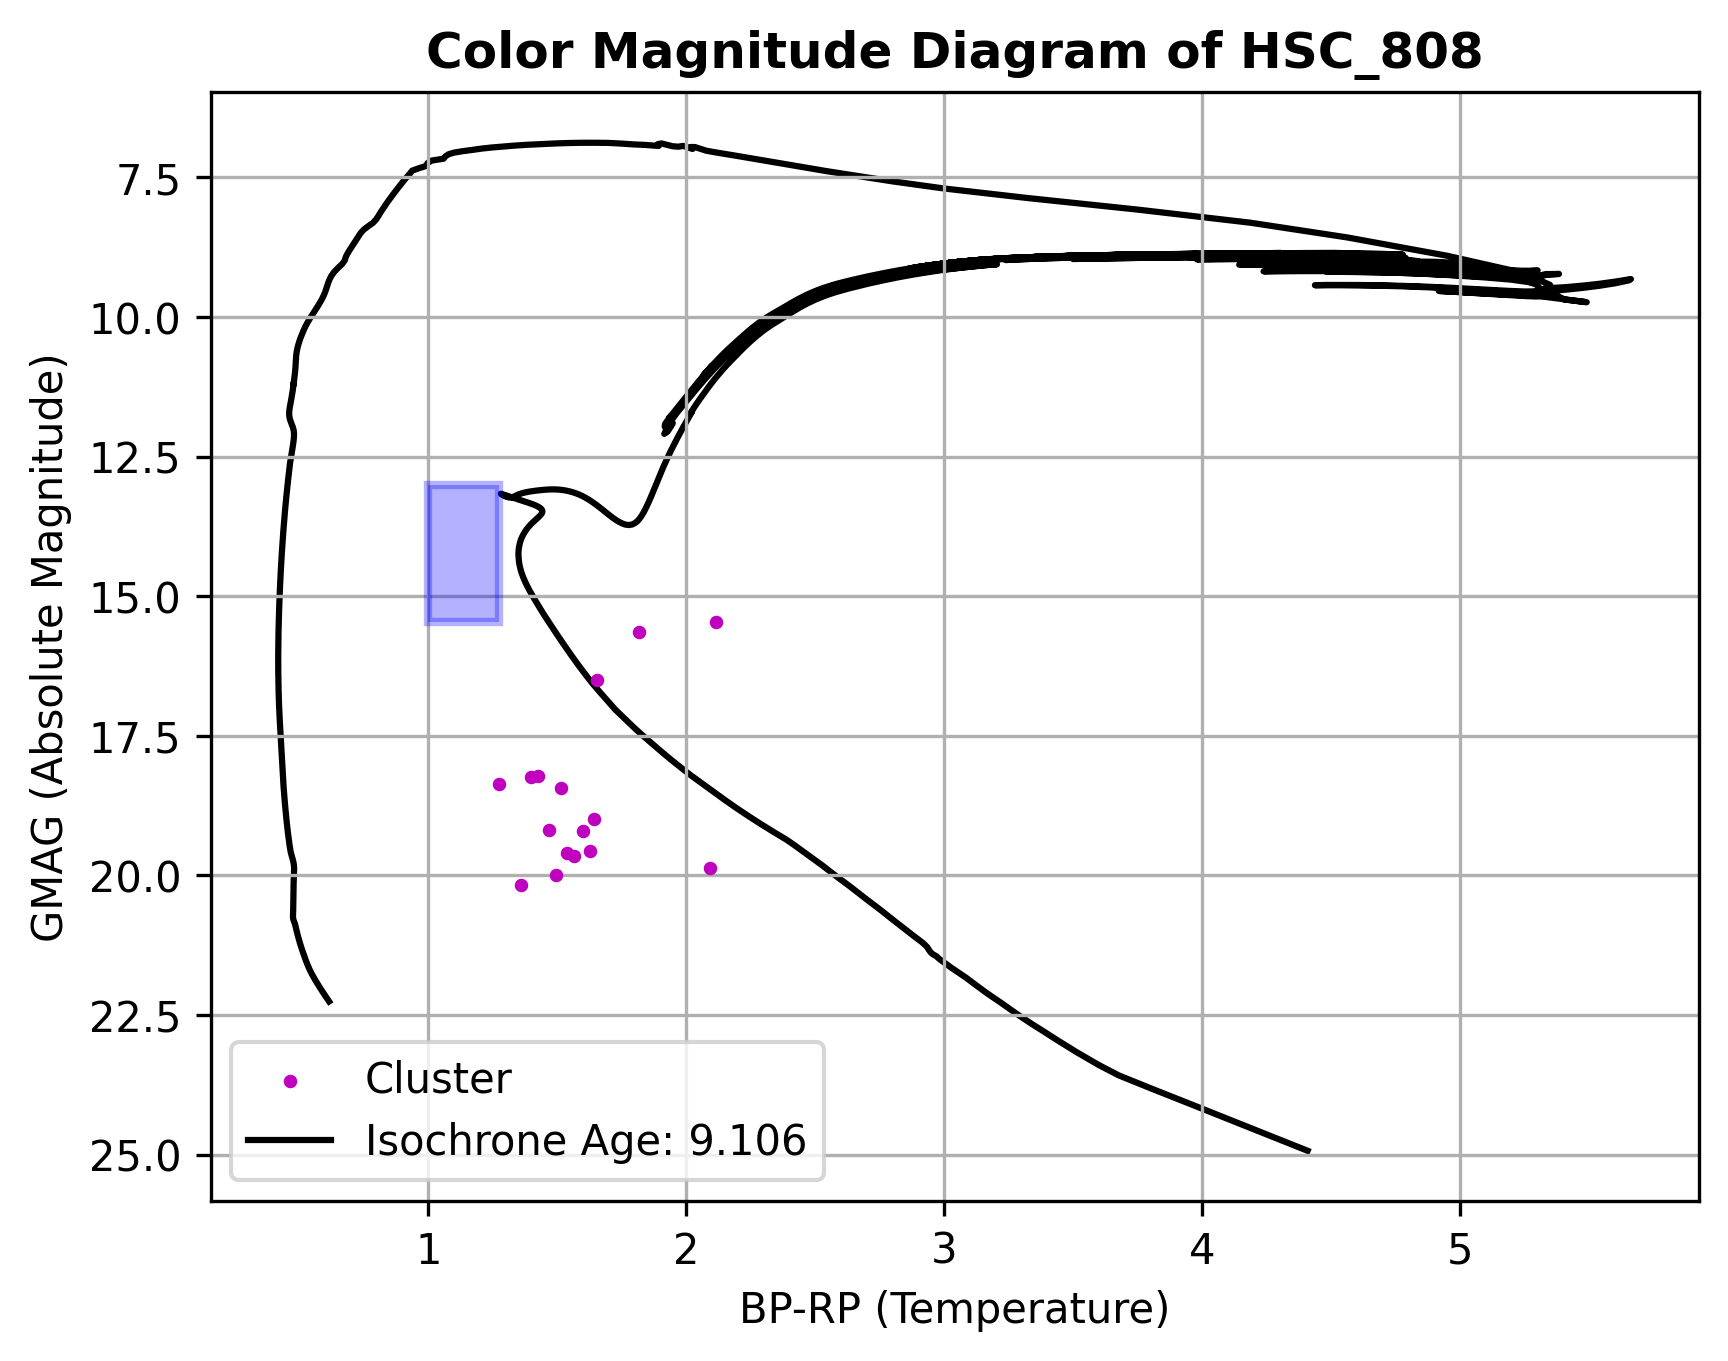 Color Magnitude Diagram of HSC_808
GMAG (Absolute Magnitude)
7.5
10.0
12.5
15.0
17.5
20.0
22.5
25.0
Cluster
Isochrone Age: 9.106
1 2 3 4 5
BP-RP (Temperature)